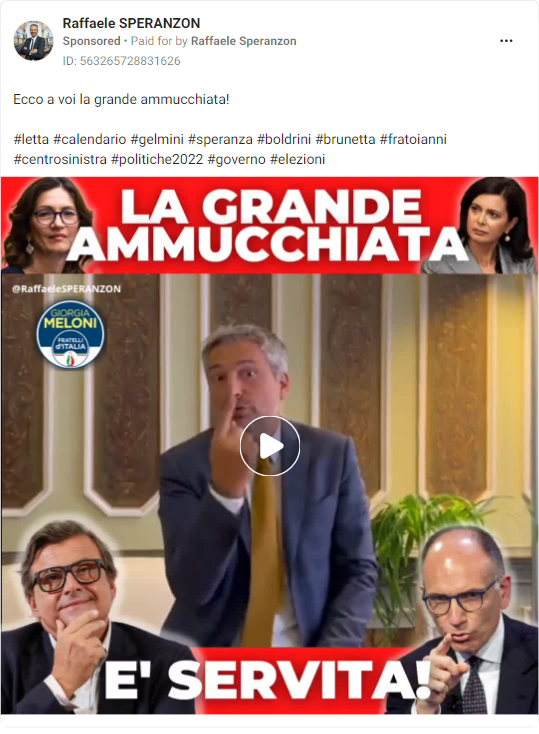 Raffaele SPERANZON
Sponsored • Paid for by Raffaele Speranzon
ID: 563265728831626
Ecco a voi la grande ammucchiata!
#letta #calendario #gelmini #speranza #boldrini #brunetta #fratoianni
#centrosinistra #politiche2022 #governo #elezioni
LA GRANDE
AMMUCCHIATA
@RaffaeleSPERANZON
GIORGIA
MELONI
FRATELLI
d'ITALIA
E' SERVITA!